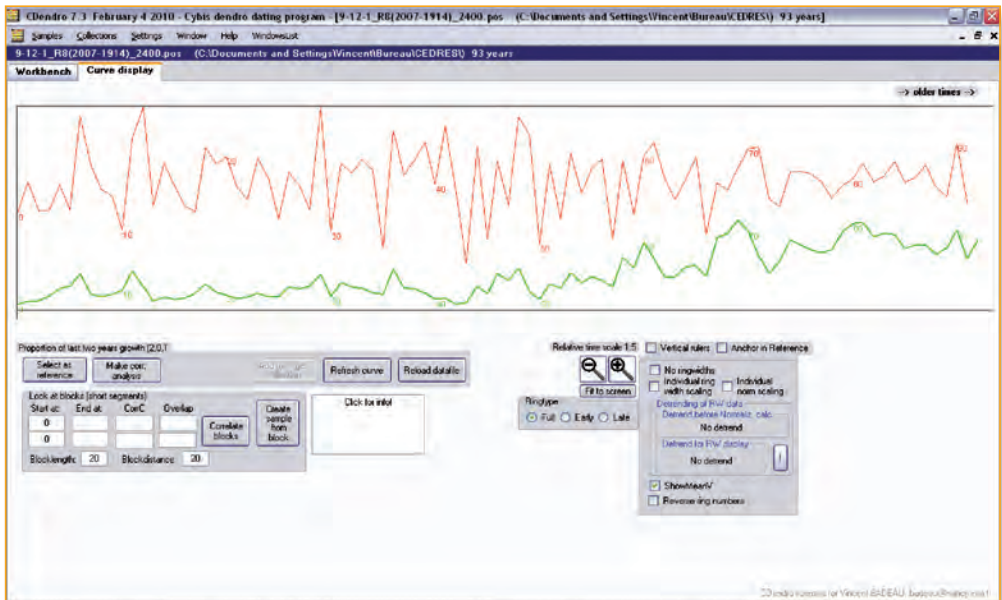 CDendro 7.3 February 4 2010 - Cybis dendro dating program - [9-12-1_R8(2007-1914)_2400.pos (C:\Documents and Settings\Vincent\Bureau\CEDRES\) 93 years]
Samples Collections Settings Window Help WindowsList
9-12-1_R8(2007-1914)_2400.pos (C:\Documents and Settings\Vincent\Bureau\CEDRES\) 93 years
Workbench Curve display
-> older times ->
0 10 20 30 40 50 60 70 80 90
10 30 40 50 60 70 80
Proportion of last two years growth [2.0,1
Select as reference
Make corr. analysis
Refresh curve
Reload datafile
Look at blocks (short segments)
Start at: End at: CorrC Overlap
0
0
Correlate blocks
Create sample from block
Blocklength: 20 Blockdistance: 20
Click for info!
Relative time scale 1:5
Fit to screen
Ringtype
Full Early Late
Vertical rulers Anchor in Reference
No ringwidths
Individual ring width scaling
Individual norm scaling
Detrending of RW data
Detrend before Normaliz. calc.
No detrend
Detrend for RW display
No detrend
ShowMeanV
Reverse ring numbers